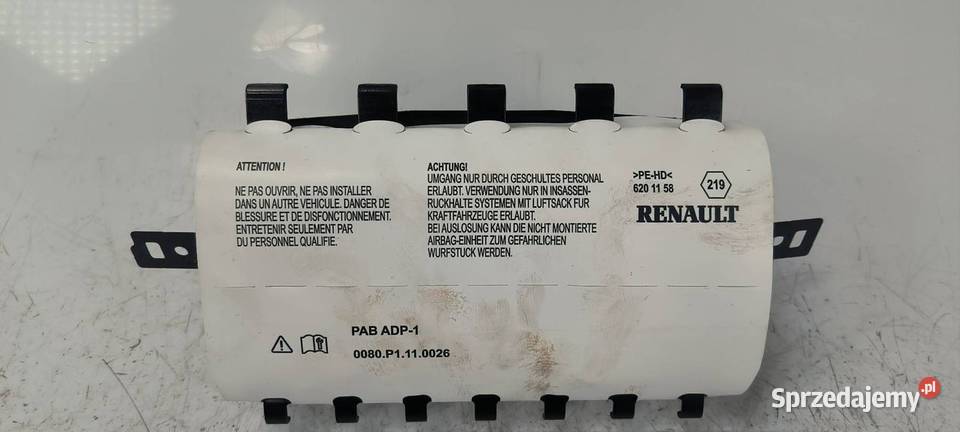 ATTENTION !
NE PAS OUVRIR, NE PAS INSTALLER
DANS UN AUTRE VEHICULE. DANGER DE
BLESSURE ET DE DISFONCTIONNEMENT.
ENTRETENIR SEULEMENT PAR
DU PERSONNEL QUALIFIE.
ACHTUNG!
UMGANG NUR DURCH GESCHULTES PERSONAL
ERLAUBT. VERWENDUNG NUR IN INSASSEN-
RUCKHALTE SYSTEMEN MIT LUFTSACK FUR
KRAFTFAHRZEUGE ERLAUBT.
BEI AUSLOSUNG KANN DIE NICHT MONTIERTE
AIRBAG-EINHEIT ZUM GEFAHRLICHEN
WURFSTUCK WERDEN.
>PE-HD<
620 11 58
219
RENAULT
PAB ADP-1
0080.P1.11.0026
Sprzedajemy.pl